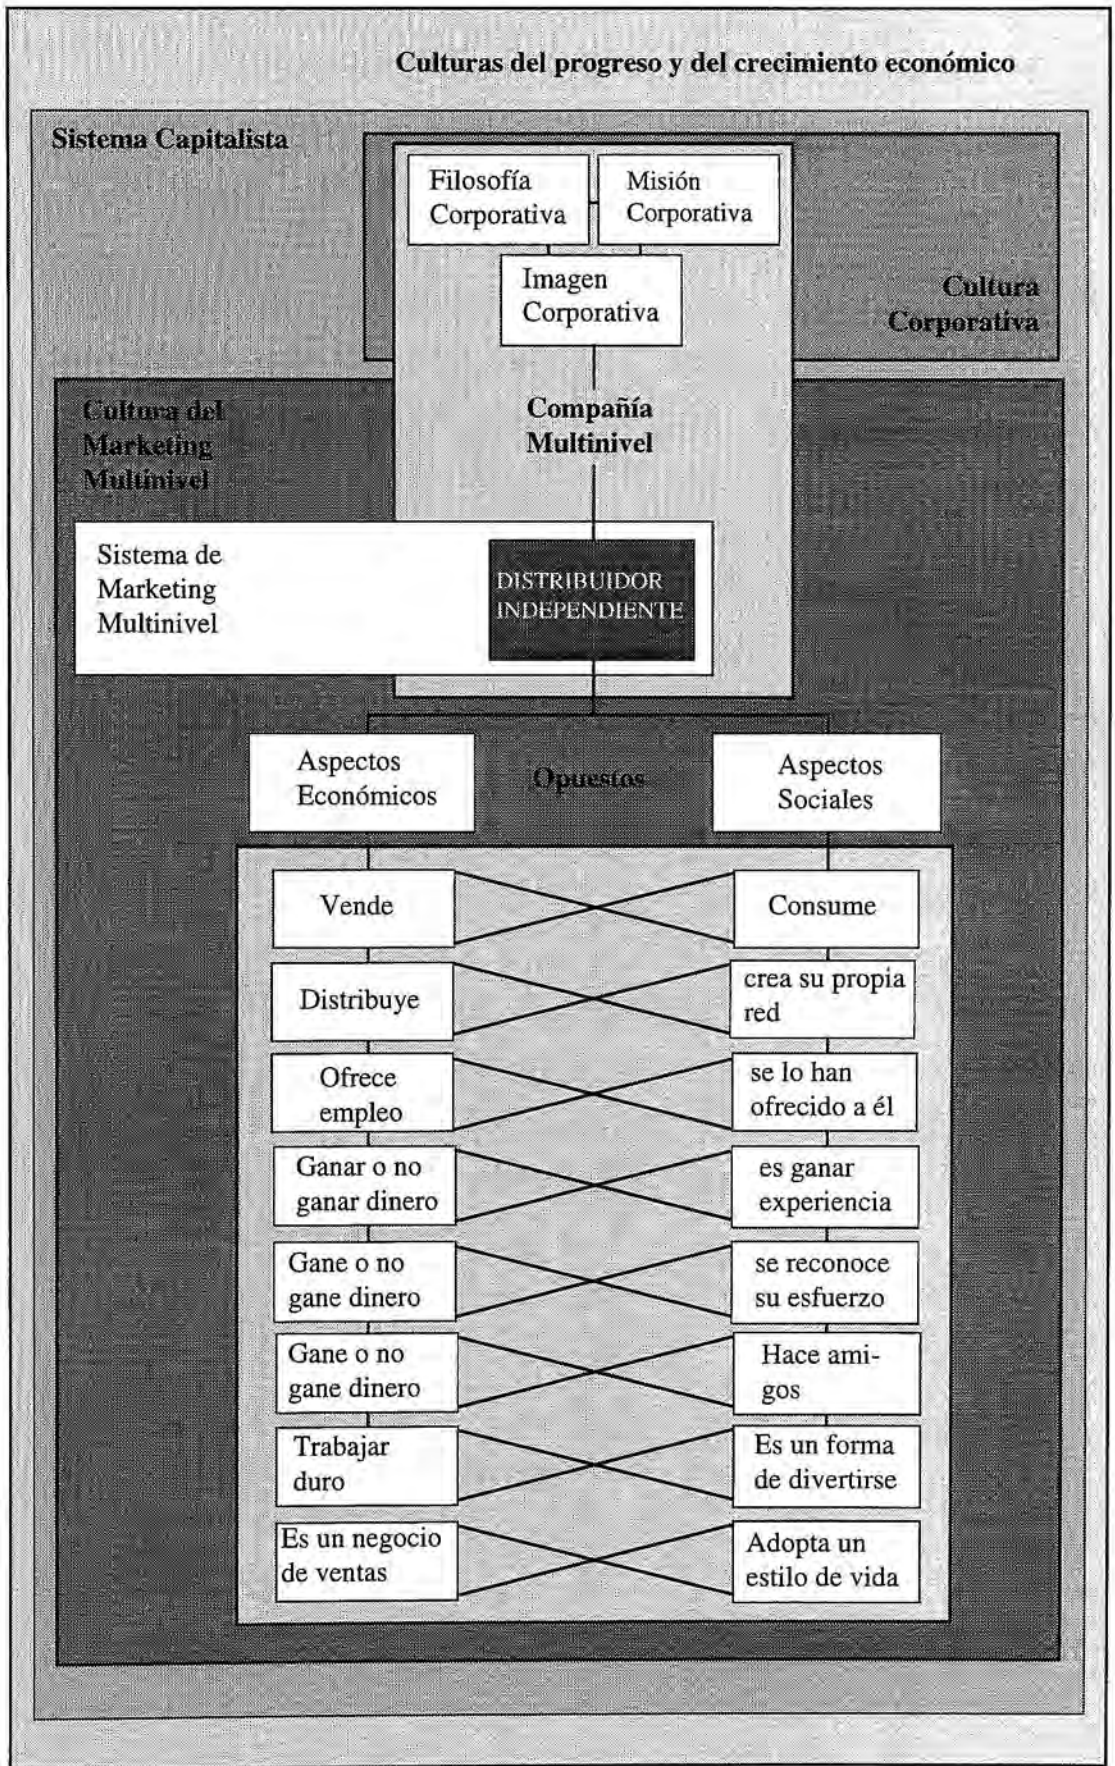 Culturas del progreso y del crecimiento económico
Sistema Capitalista
Filosofía
Corporativa
Misión
Corporativa
Imagen
Corporativa
Cultura
Corporativa
Cultura del
Marketing
Multinivel
Compañía
Multinivel
Sistema de
Marketing
Multinivel
DISTRIBUIDOR
INDEPENDIENTE
Aspectos
Económicos
Opuestos
Aspectos
Sociales
Vende
Consume
Distribuye
crea su propia
red
Ofrece
empleo
se lo han
ofrecido a él
Ganar o no
ganar dinero
es ganar
experiencia
Gane o no
gane dinero
se reconoce
su esfuerzo
Gane o no
gane dinero
Hace ami-
gos
Trabajar
duro
Es un forma
de divertirse
Es un negocio
de ventas
Adopta un
estilo de vida